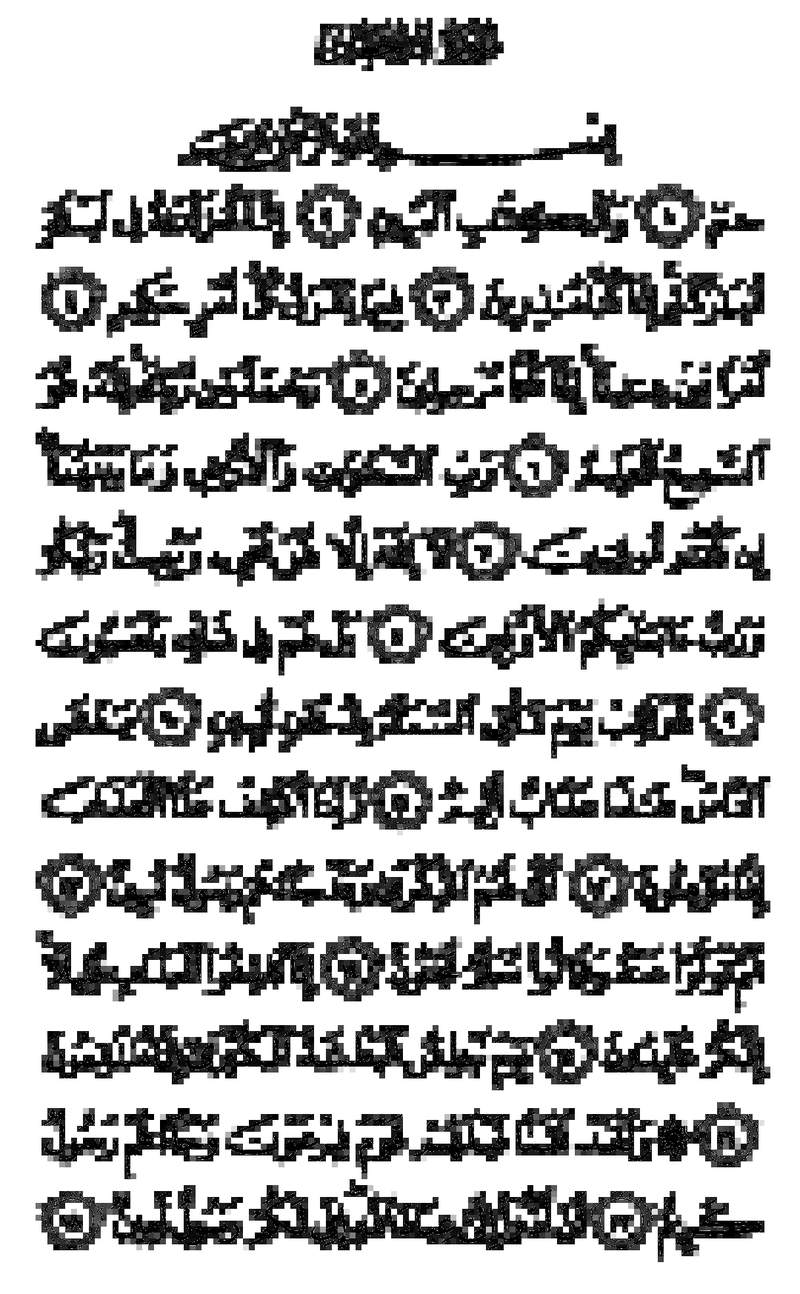 سورة الدخان
بسم الله الرحمن الرحيم
حم ١ والكتاب المبين ٢ إنا أنزلناه في ليلة
مباركة إنا كنا منذرين ٣ فيها يفرق كل أمر حكيم ٤
أمرا من عندنا إنا كنا مرسلين ٥ رحمة من ربك إنه هو
السميع العليم ٦ رب السماوات والأرض وما بينهما
إن كنتم موقنين ٧ لا إله إلا هو يحيي ويميت ربكم
ورب آبائكم الأولين ٨ بل هم في شك يلعبون
٩ فارتقب يوم تأتي السماء بدخان مبين ١٠ يغشى
الناس هذا عذاب أليم ١١ ربنا اكشف عنا العذاب
إنا مؤمنون ١٢ أنى لهم الذكرى وقد جاءهم رسول مبين ١٣
ثم تولوا عنه وقالوا معلم مجنون ١٤ إنا كاشفو العذاب قليلا
إنكم عائدون ١٥ يوم نبطش البطشة الكبرى إنا منتقمون
١٦ ولقد فتنا قبلهم قوم فرعون وجاءهم رسول
كريم ١٧ أن أدوا إلي عباد الله إني لكم رسول أمين ١٨